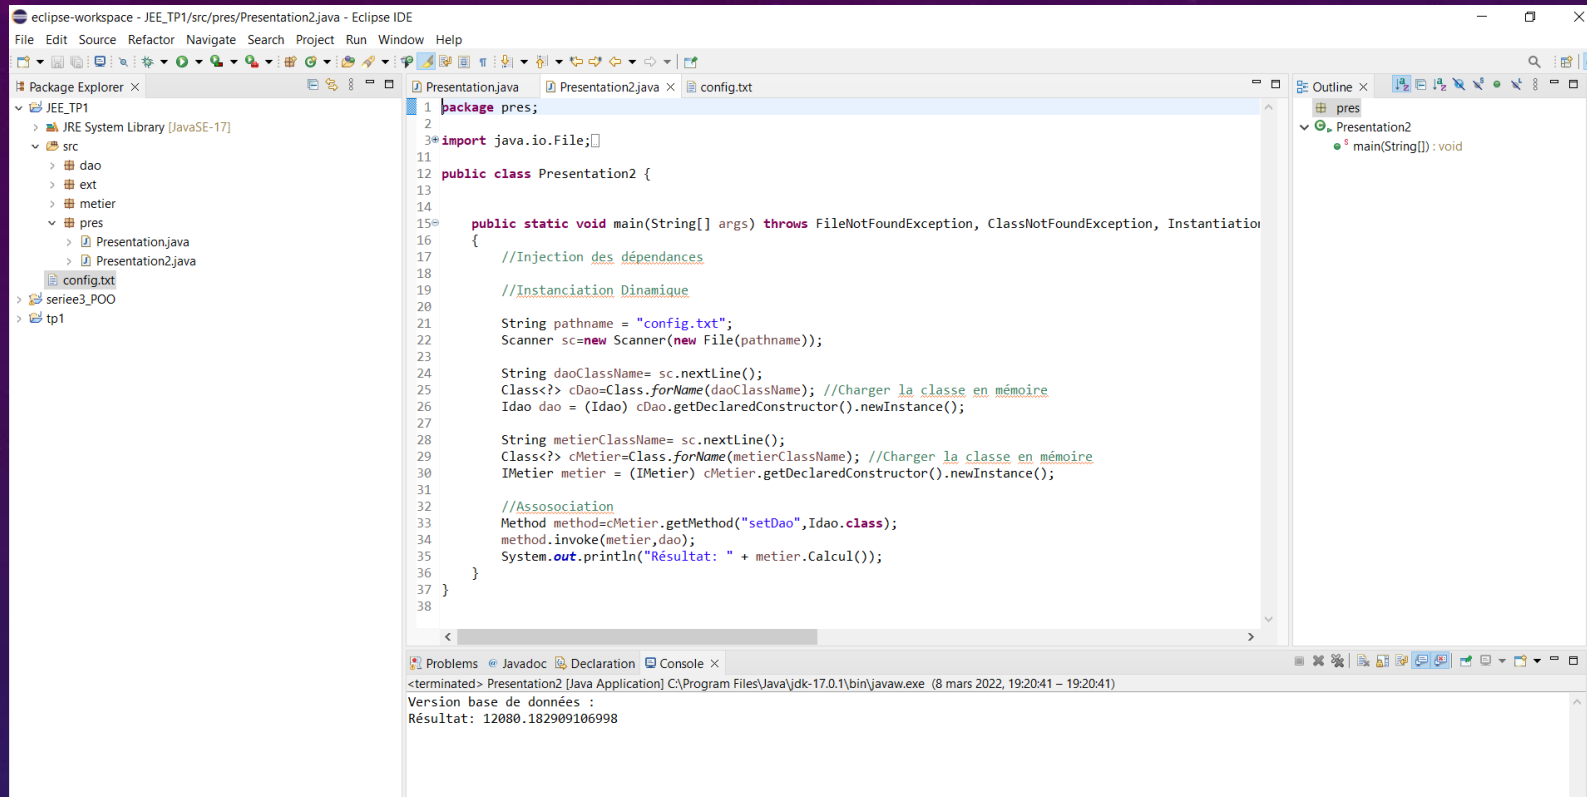 eclipse-workspace - JEE_TP1/src/pres/Presentation2.java - Eclipse IDE
File Edit Source Refactor Navigate Search Project Run Window Help
Package Explorer
JEE_TP1
JRE System Library [JavaSE-17]
src
dao
ext
metier
pres
Presentation.java
Presentation2.java
config.txt
seriee3_POO
tp1
Presentation.java Presentation2.java config.txt
1 package pres;
2
3 import java.io.File;
11
12 public class Presentation2 {
13
14
15 public static void main(String[] args) throws FileNotFoundException, ClassNotFoundException, Instantiation
16 {
17 //Injection des dépendances
18
19 //Instanciation Dinamique
20
21 String pathname = "config.txt";
22 Scanner sc=new Scanner(new File(pathname));
23
24 String daoClassName= sc.nextLine();
25 Class<?> cDao=Class.forName(daoClassName); //Charger la classe en mémoire
26 Idao dao = (Idao) cDao.getDeclaredConstructor().newInstance();
27
28 String metierClassName= sc.nextLine();
29 Class<?> cMetier=Class.forName(metierClassName); //Charger la classe en mémoire
30 IMetier metier = (IMetier) cMetier.getDeclaredConstructor().newInstance();
31
32 //Assosociation
33 Method method=cMetier.getMethod("setDao",Idao.class);
34 method.invoke(metier,dao);
35 System.out.println("Résultat: " + metier.Calcul());
36 }
37 }
38
Outline
pres
Presentation2
main(String[]) : void
Problems Javadoc Declaration Console
<terminated> Presentation2 [Java Application] C:\Program Files\Java\jdk-17.0.1\bin\javaw.exe (8 mars 2022, 19:20:41 – 19:20:41)
Version base de données :
Résultat: 12080.182909106998